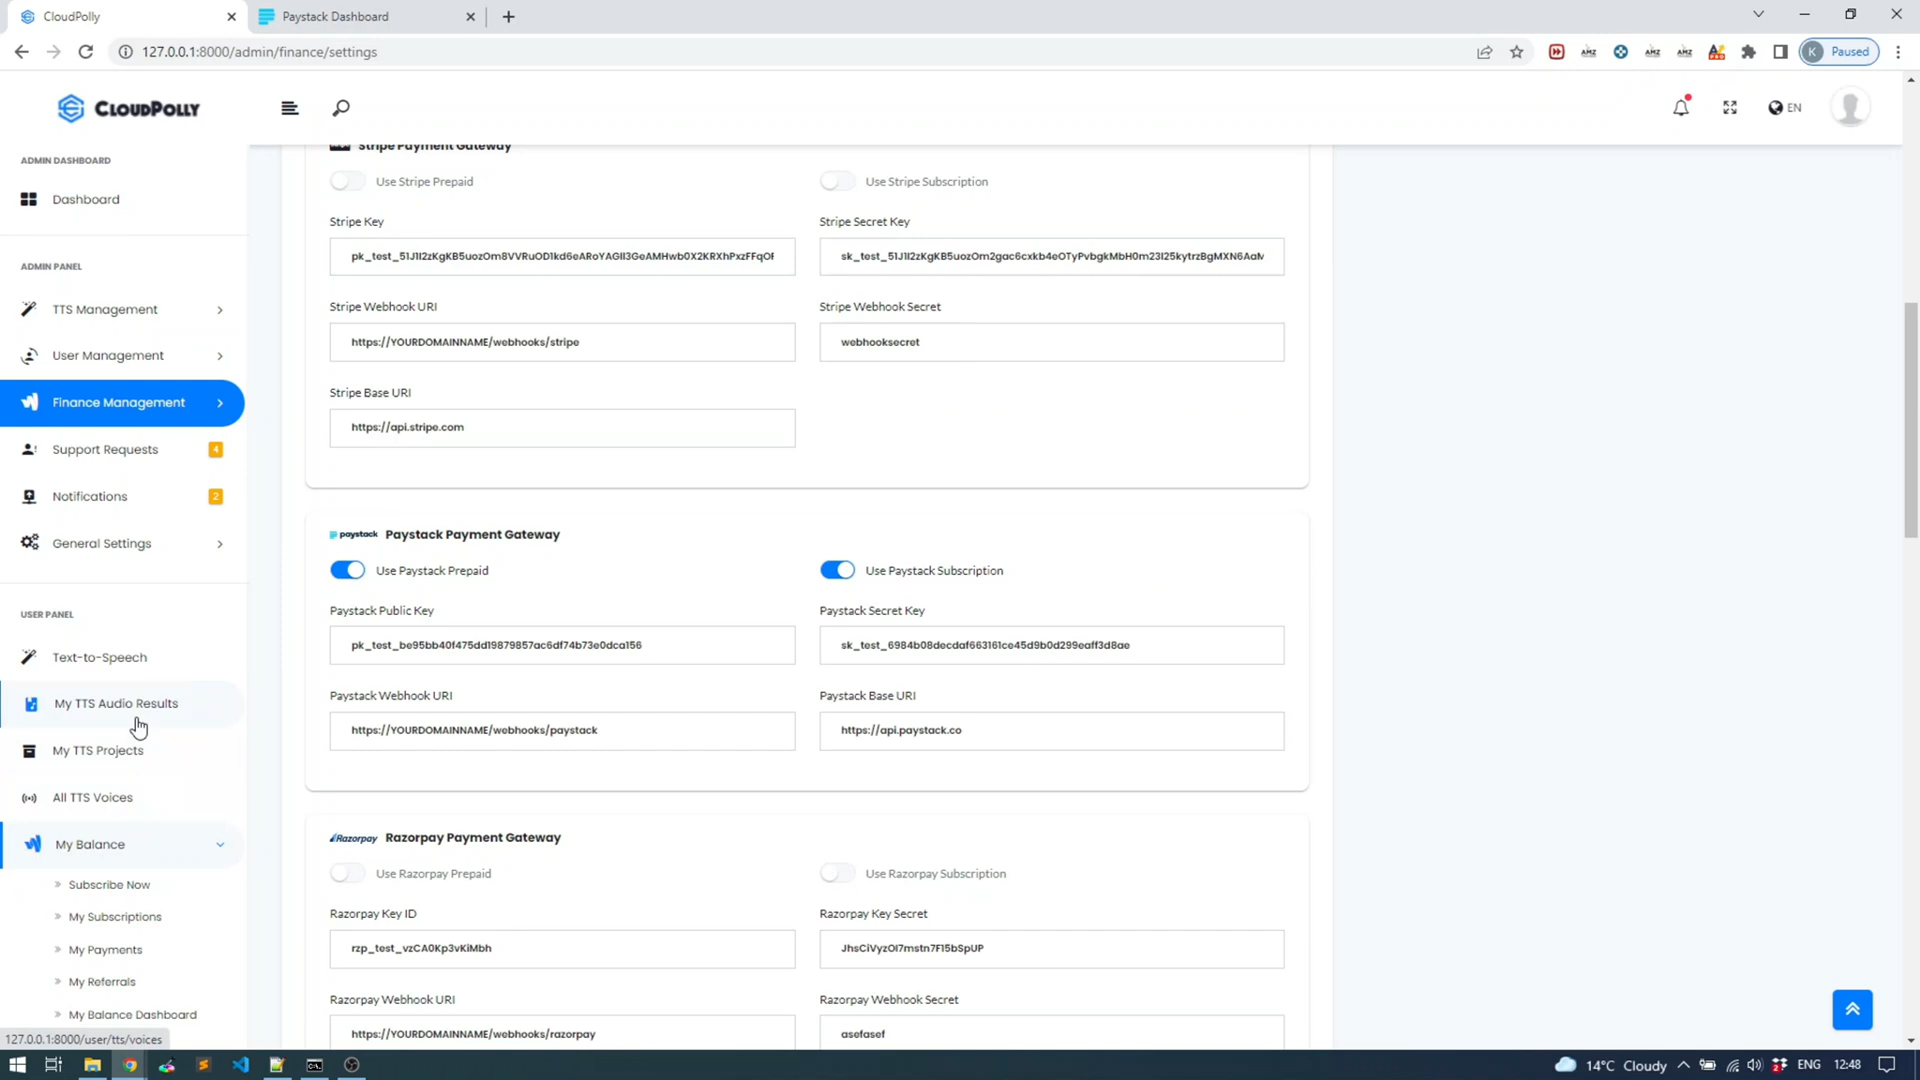 CloudPolly
Paystack Dashboard
127.0.0.1:8000/admin/finance/settings
K Paused
CLOUDPOLLY
EN
ADMIN DASHBOARD
Dashboard
ADMIN PANEL
TTS Management
User Management
Finance Management
Support Requests 4
Notifications 2
General Settings
USER PANEL
Text-to-Speech
My TTS Audio Results
My TTS Projects
All TTS Voices
My Balance
Subscribe Now
My Subscriptions
My Payments
My Referrals
My Balance Dashboard
127.0.0.1:8000/user/tts/voices
Stripe Payment Gateway
Use Stripe Prepaid
Use Stripe Subscription
Stripe Key
Stripe Secret Key
Stripe Webhook URI
Stripe Webhook Secret
https://YOURDOMAINNAME/webhooks/stripe
webhooksecret
Stripe Base URI
https://api.stripe.com
paystack Paystack Payment Gateway
Use Paystack Prepaid
Use Paystack Subscription
Paystack Public Key
Paystack Secret Key
pk_test_be95bb40f475dd19879857ac6df74b73e0dca156
sk_test_6984b08decdaf663161ce45d9b0d299eaff3d8ae
Paystack Webhook URI
Paystack Base URI
https://YOURDOMAINNAME/webhooks/paystack
https://api.paystack.co
Razorpay Razorpay Payment Gateway
Use Razorpay Prepaid
Use Razorpay Subscription
Razorpay Key ID
Razorpay Key Secret
rzp_test_vzCA0Kp3vKiMbh
Razorpay Webhook URI
Razorpay Webhook Secret
https://YOURDOMAINNAME/webhooks/razorpay
asefasef
14°C Cloudy
ENG
12:48